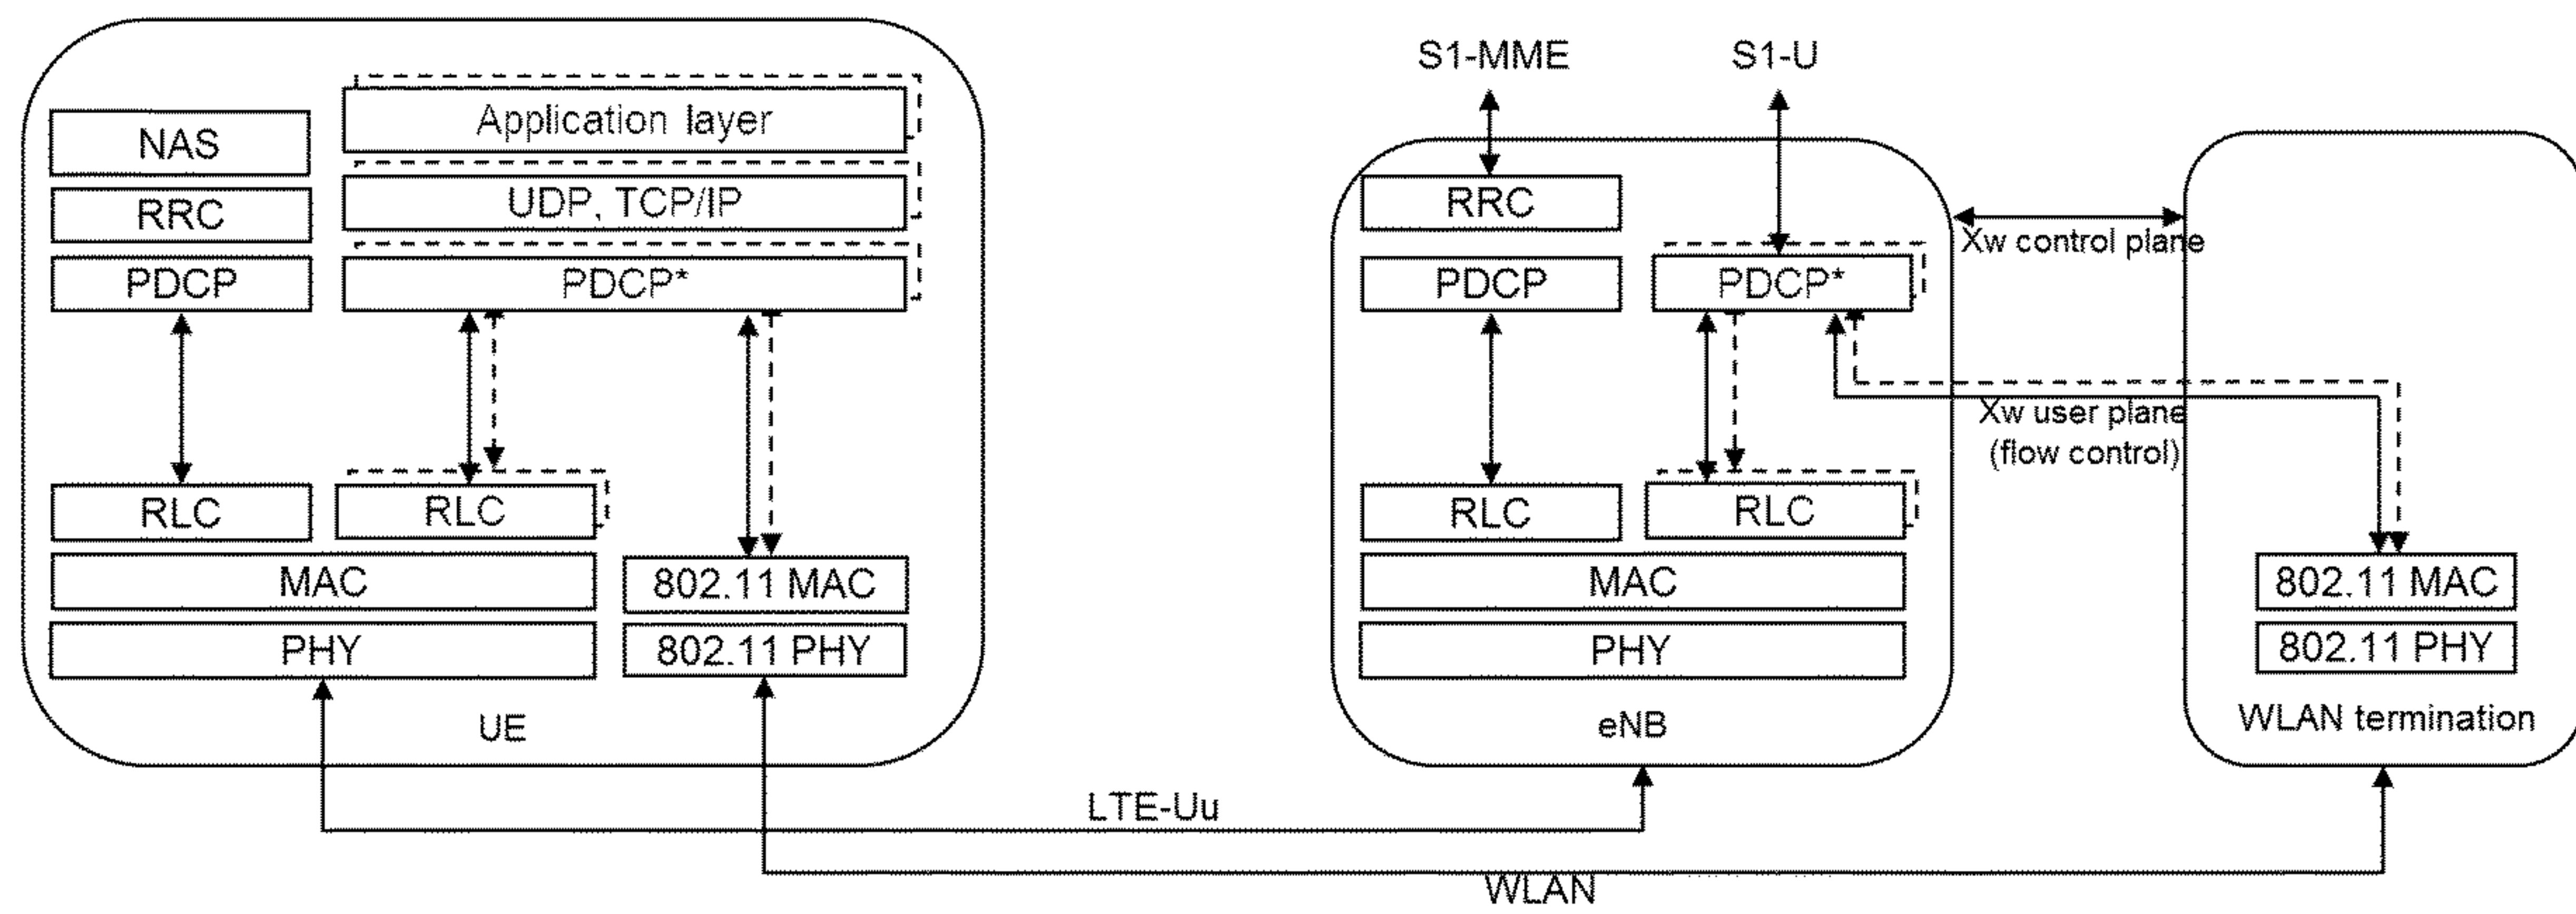 S1-MME
S1-U
Application layer
NAS
UDP, TCP/IP
RRC
PDCP
PDCP*
RLC
RLC
MAC
802.11 MAC
PHY
802.11 PHY
UE
RRC
PDCP
PDCP*
RLC
RLC
MAC
PHY
eNB
Xw control plane
Xw user plane
(flow control)
802.11 MAC
802.11 PHY
WLAN termination
LTE-Uu
WLAN